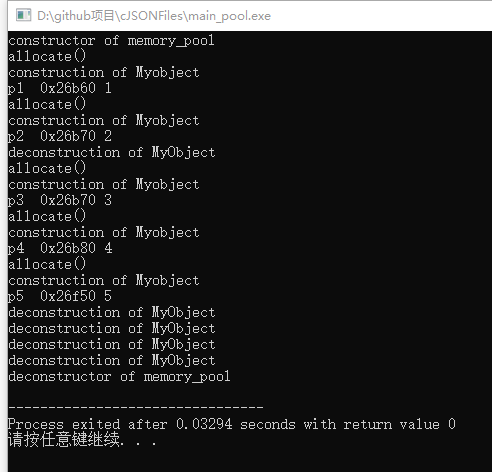 D:\github项目\cJSONFiles\main_pool.exe
constructor of memory_pool
allocate()
construction of Myobject
p1  0x26b60 1
allocate()
construction of Myobject
p2  0x26b70 2
deconstruction of MyObject
allocate()
construction of Myobject
p3  0x26b70 3
allocate()
construction of Myobject
p4  0x26b80 4
allocate()
construction of Myobject
p5  0x26f50 5
deconstruction of MyObject
deconstruction of MyObject
deconstruction of MyObject
deconstruction of MyObject
deconstructor of memory_pool
--------------------------------
Process exited after 0.03294 seconds with return value 0
请按任意键继续. . .